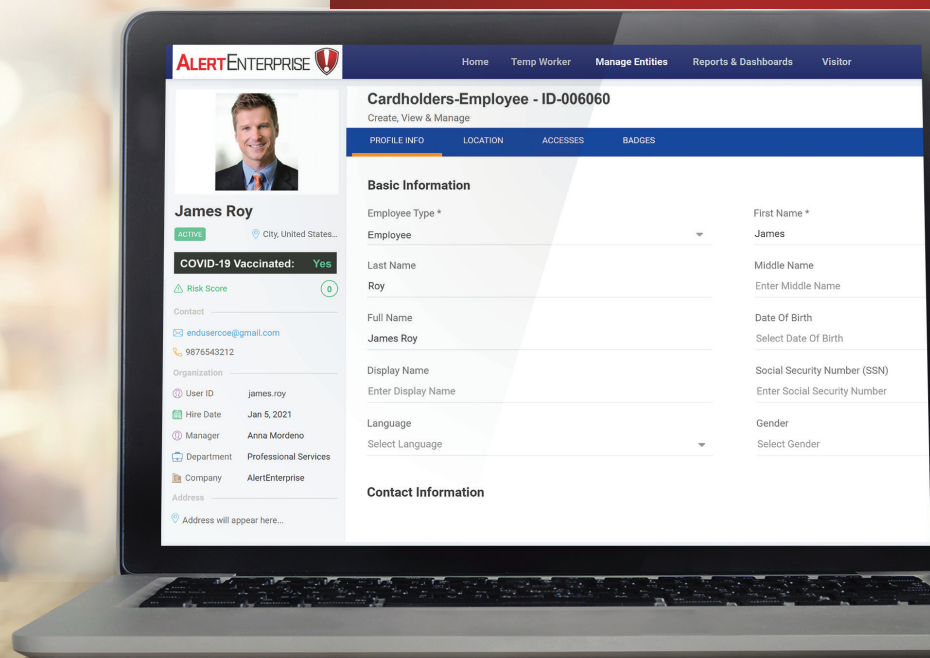 ALERTENTERPRISE
Home Temp Worker Manage Entities Reports & Dashboards Visitor
James Roy
ACTIVE City, United States...
COVID-19 Vaccinated: Yes
Risk Score 0
Contact
endusercoe@gmail.com
9876543212
Organization
User ID james.roy
Hire Date Jan 5, 2021
Manager Anna Mordeno
Department Professional Services
Company AlertEnterprise
Address
Address will appear here...
Cardholders-Employee - ID-006060
Create, View & Manage
PROFILE INFO LOCATION ACCESSES BADGES
Basic Information
Employee Type * First Name *
Employee James
Last Name Middle Name
Roy Enter Middle Name
Full Name Date Of Birth
James Roy Select Date Of Birth
Display Name Social Security Number (SSN)
Enter Display Name Enter Social Security Number
Language Gender
Select Language Select Gender
Contact Information